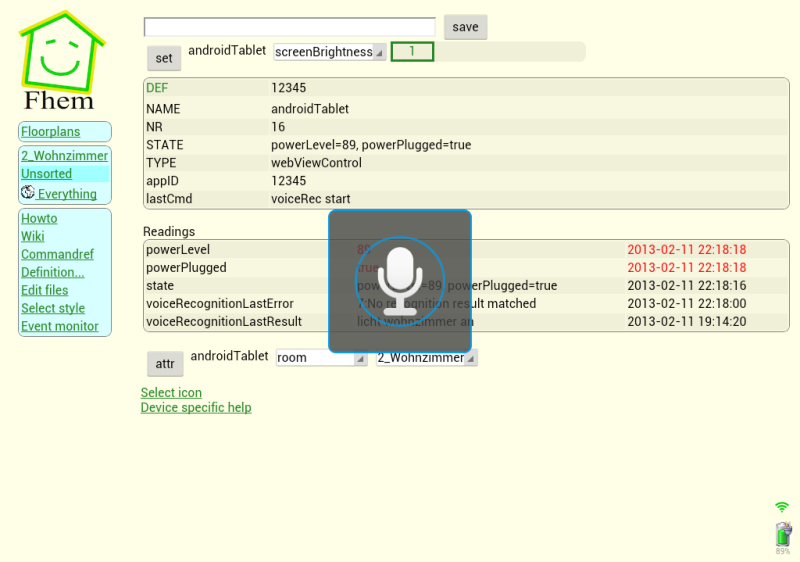 save
set androidTablet screenBrightness 1
Fhem
Floorplans
2_Wohnzimmer
Unsorted
Everything
Howto
Wiki
Commandref
Definition...
Edit files
Select style
Event monitor
DEF 12345
NAME androidTablet
NR 16
STATE powerLevel=89, powerPlugged=true
TYPE webViewControl
appID 12345
lastCmd voiceRec start
Readings
powerLevel 89 2013-02-11 22:18:18
powerPlugged true 2013-02-11 22:18:18
state powerLevel=89, powerPlugged=true 2013-02-11 22:18:16
voiceRecognitionLastError 7:No recognition result matched 2013-02-11 22:18:00
voiceRecognitionLastResult licht wohnzimmer an 2013-02-11 19:14:20
attr androidTablet room 2_Wohnzimmer
Select icon
Device specific help
89%